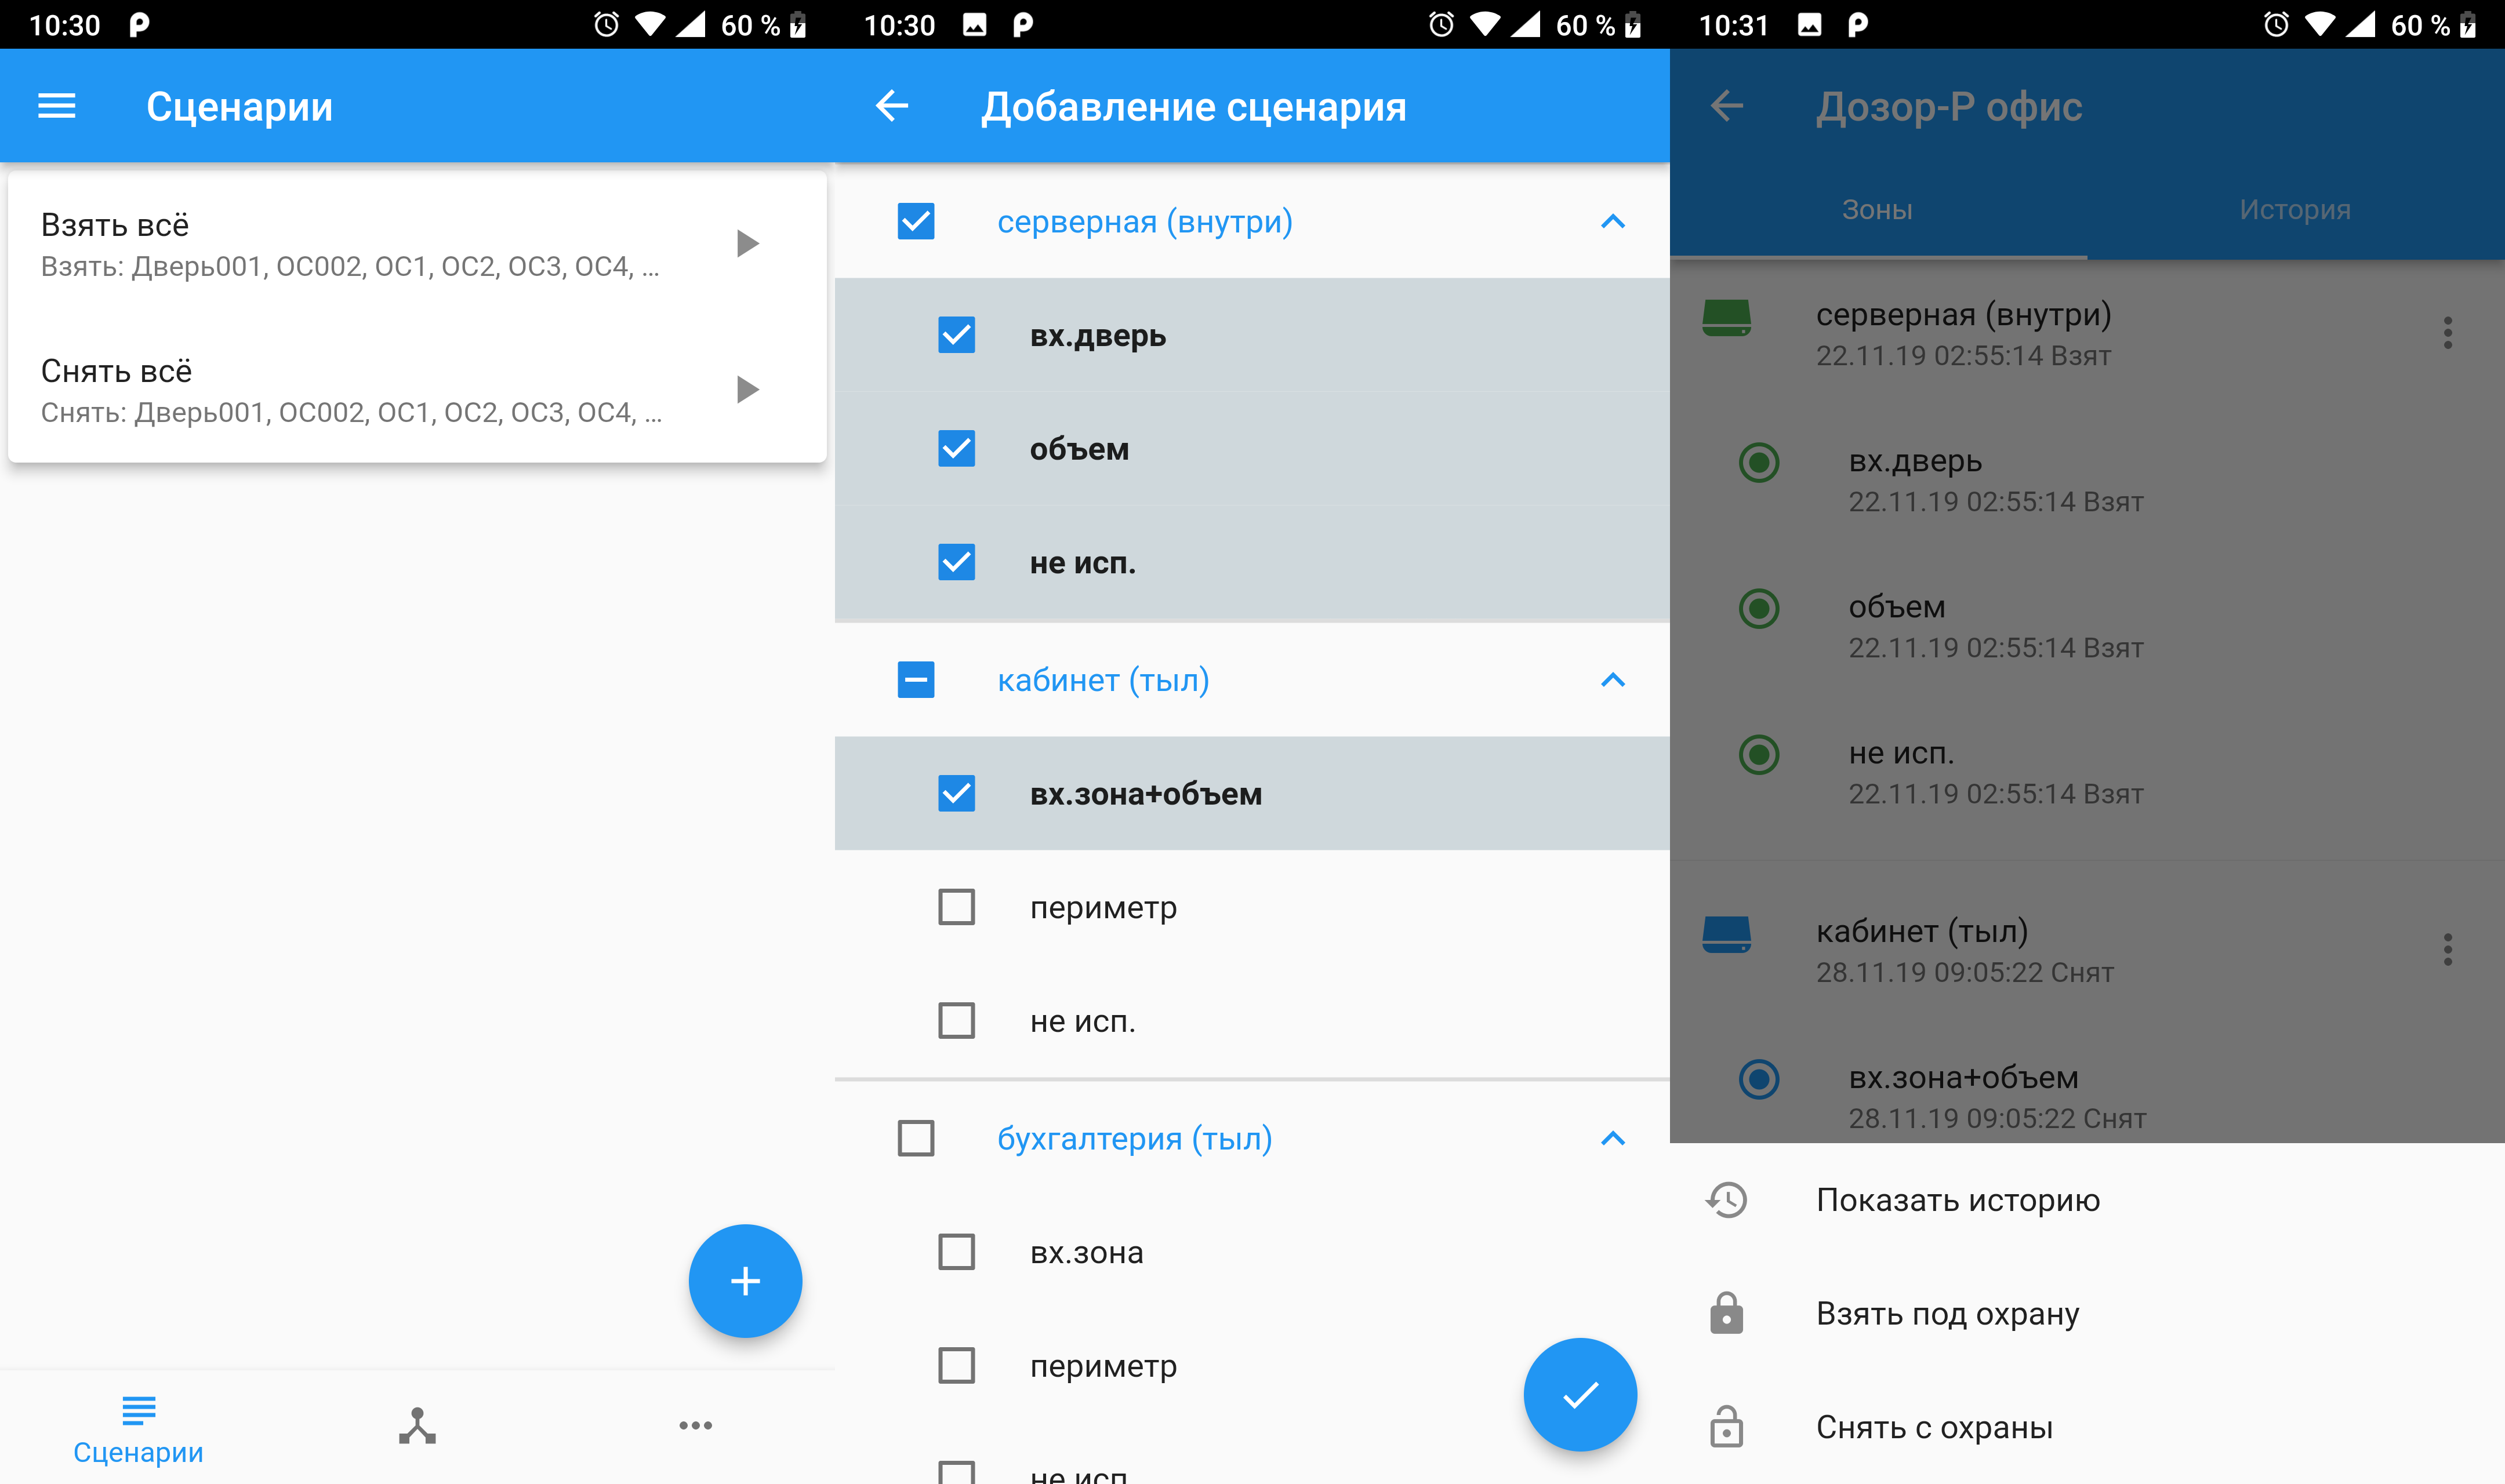 10:30
60 %
Сценарии
Взять всё
Взять: Дверь001, ОС002, ОС1, ОС2, ОС3, ОС4, ...
Снять всё
Снять: Дверь001, ОС002, ОС1, ОС2, ОС3, ОС4, ...
Сценарии
10:30
60 %
Добавление сценария
серверная (внутри)
вх.дверь
объем
не исп.
кабинет (тыл)
вх.зона+объем
периметр
не исп.
бухгалтерия (тыл)
вх.зона
периметр
не исп
10:31
60 %
Дозор-Р офис
Зоны
История
серверная (внутри)
22.11.19 02:55:14 Взят
вх.дверь
22.11.19 02:55:14 Взят
объем
22.11.19 02:55:14 Взят
не исп.
22.11.19 02:55:14 Взят
кабинет (тыл)
28.11.19 09:05:22 Снят
вх.зона+объем
28.11.19 09:05:22 Снят
Показать историю
Взять под охрану
Снять с охраны